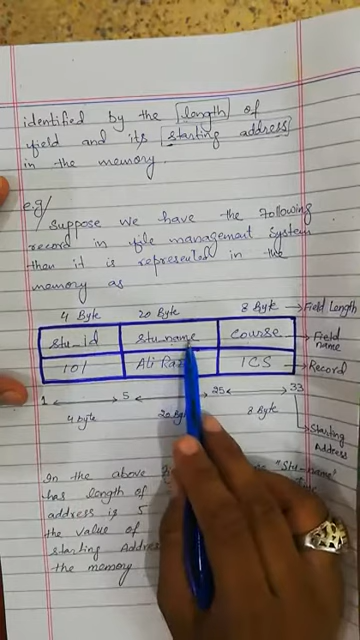 identified by the length of
field and its starting address
in the memory.
e.g/
Suppose we have the following
record in file management system
then it is represented in the
memory as
4 Byte 20 Byte 8 Byte → Field Length
stu_id stu_name course → Field name
101 Ali Raz ICS → Record
1 5 25 33
4 Byte 20 Byte 8 Byte
Starting
Address
In the above "Stu-name"
has length of
address is 5
the value of
starting Address
the memory